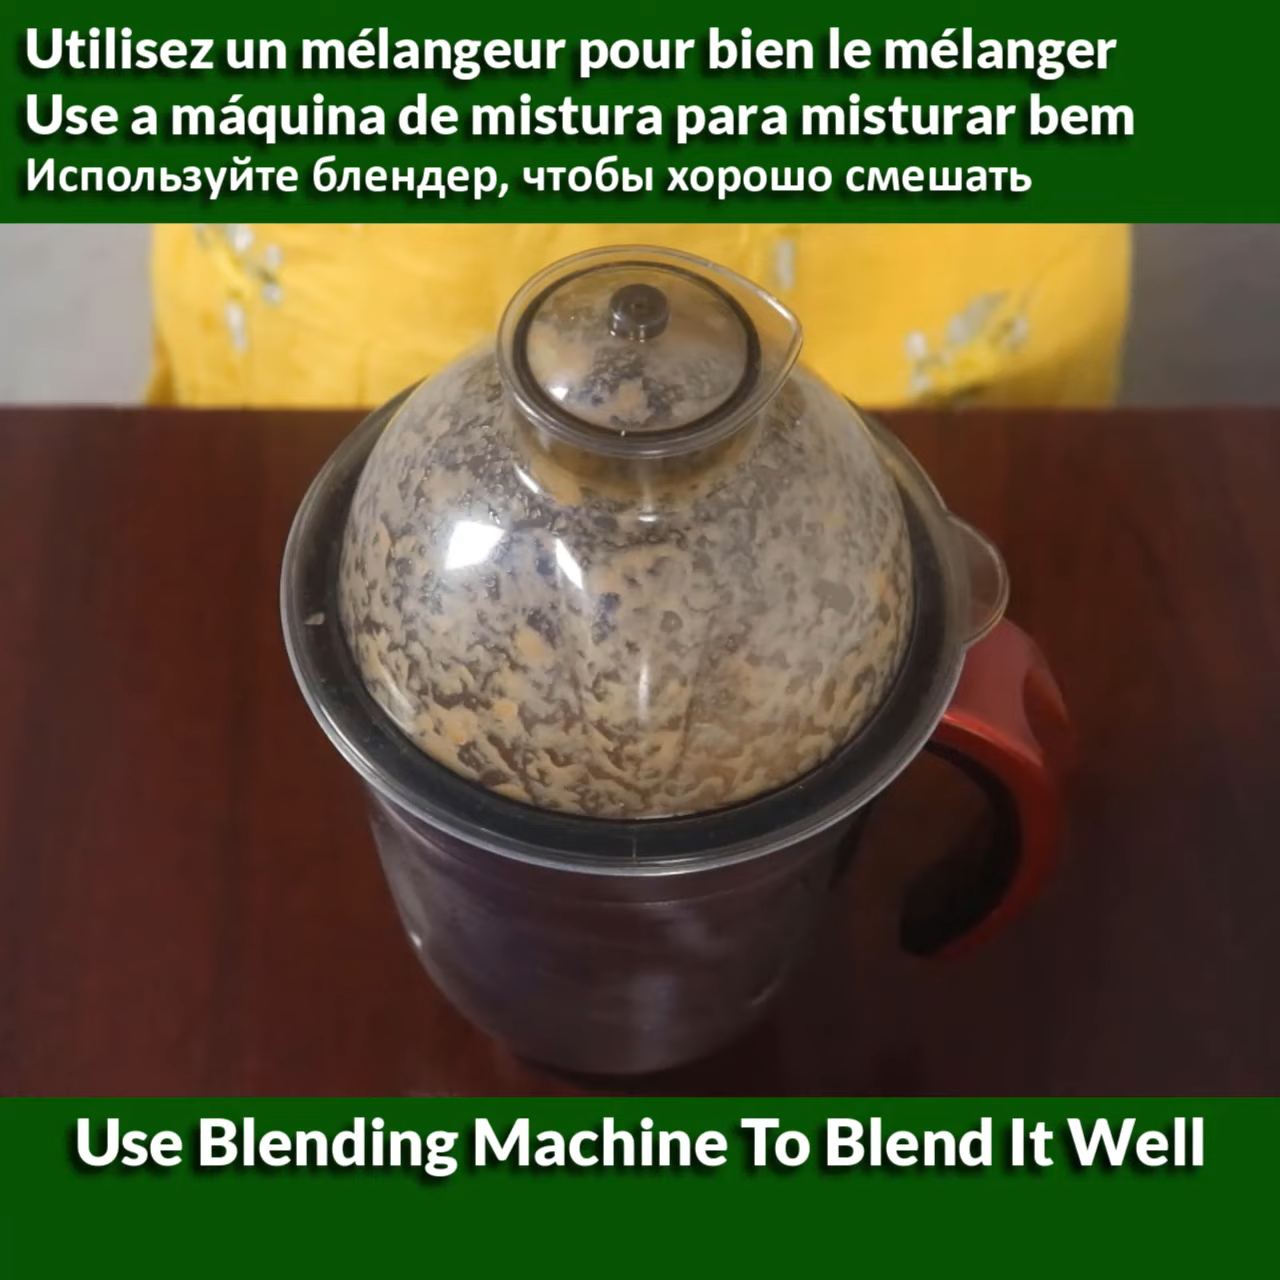 Utilisez un mélangeur pour bien le mélanger
Use a máquina de mistura para misturar bem
Используйте блендер, чтобы хорошо смешать
Use Blending Machine To Blend It Well